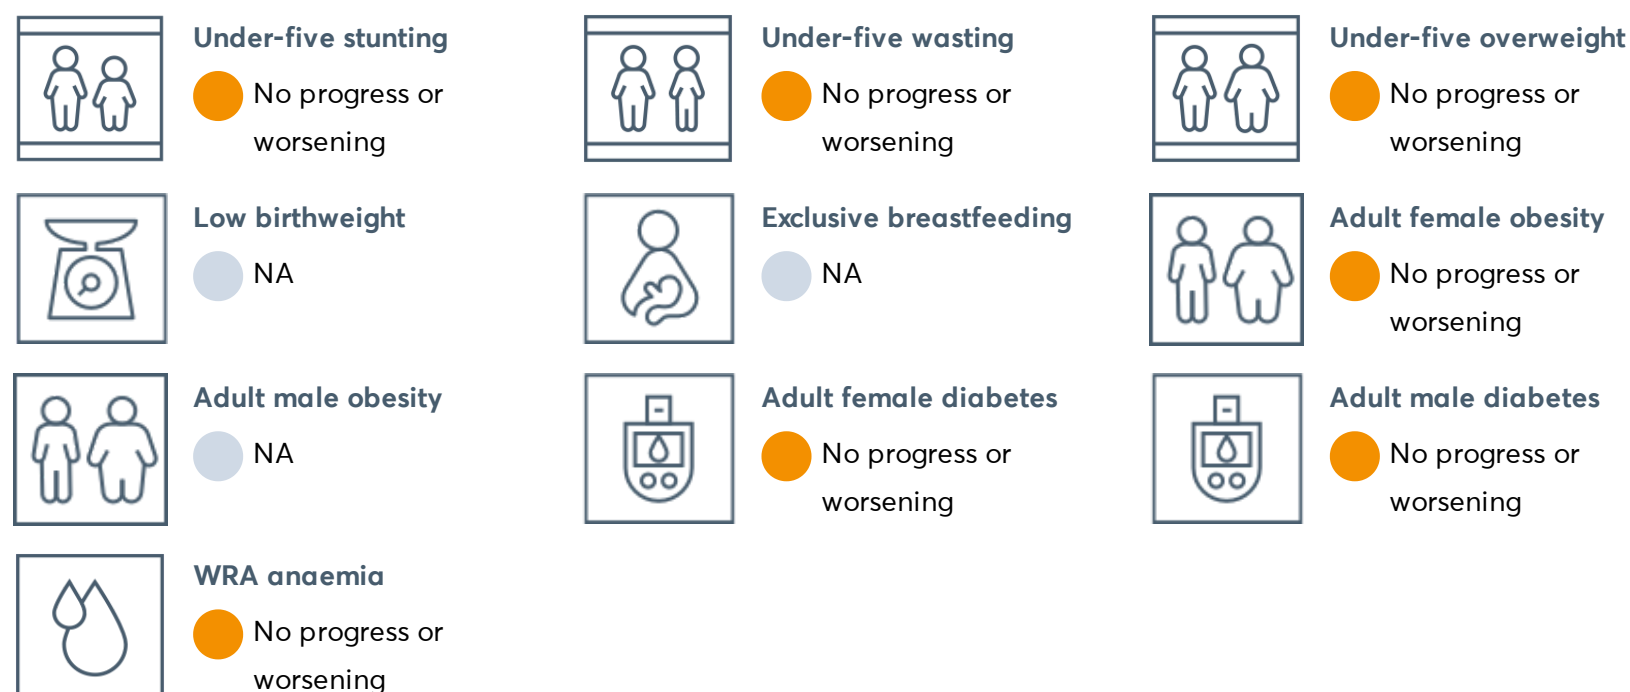 Under-five stunting
No progress or
worsening
Under-five wasting
No progress or
worsening
Under-five overweight
No progress or
worsening
Low birthweight
NA
Exclusive breastfeeding
NA
Adult female obesity
No progress or
worsening
Adult male obesity
NA
Adult female diabetes
No progress or
worsening
Adult male diabetes
No progress or
worsening
WRA anaemia
No progress or
worsening